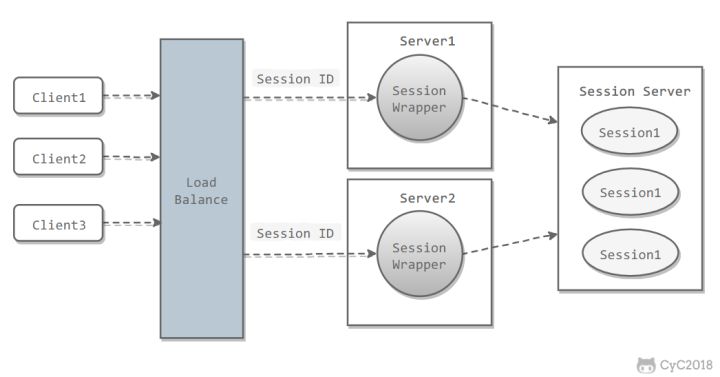 Client1
Client2
Client3
Load
Balance
Session ID
Session ID
Server1
Session
Wrapper
Server2
Session
Wrapper
Session Server
Session1
Session1
Session1
CyC2018